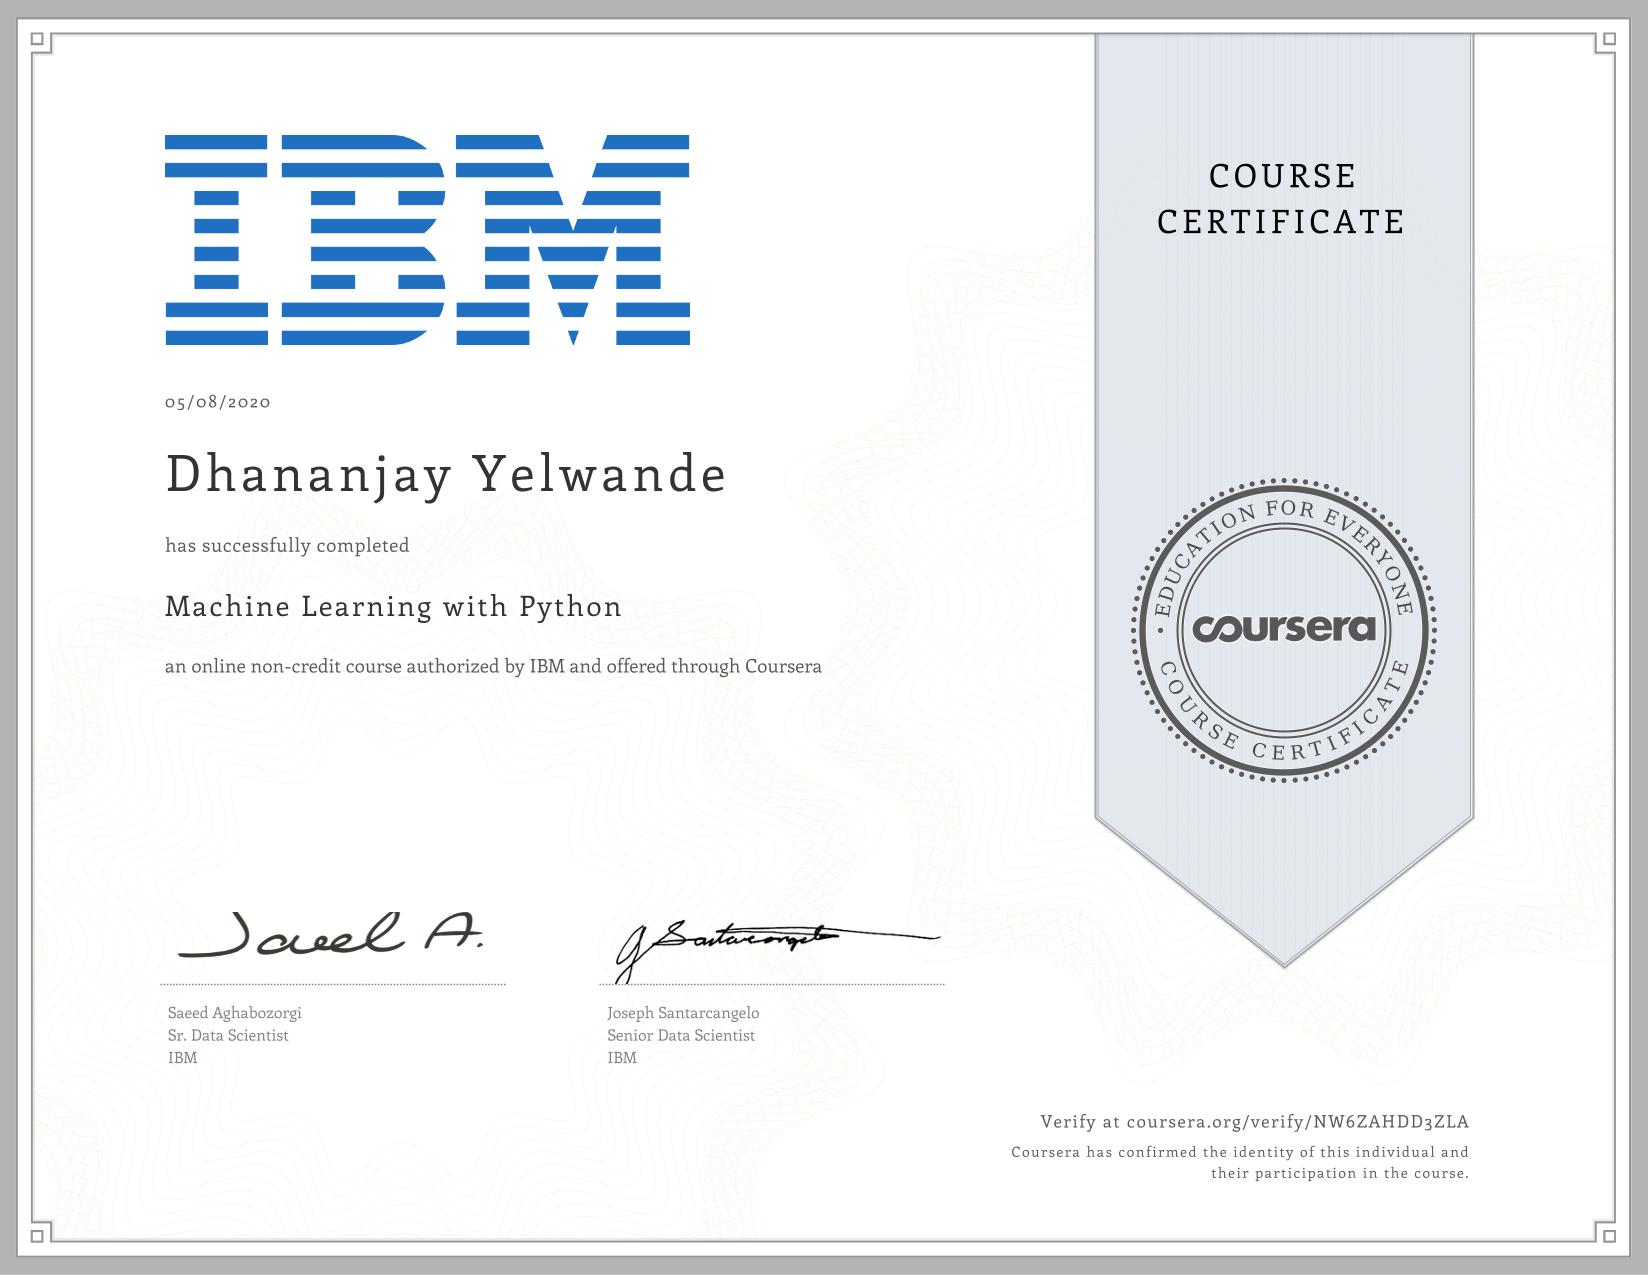 IBM
05/08/2020
Dhananjay Yelwande
has successfully completed
Machine Learning with Python
an online non-credit course authorized by IBM and offered through Coursera
COURSE
CERTIFICATE
• EDUCATION FOR EVERYONE •
coursera
COURSE CERTIFICATE
Saeed A.
J Santarcangelo
Saeed Aghabozorgi
Sr. Data Scientist
IBM
Joseph Santarcangelo
Senior Data Scientist
IBM
Verify at coursera.org/verify/NW6ZAHDD3ZLA
Coursera has confirmed the identity of this individual and
their participation in the course.